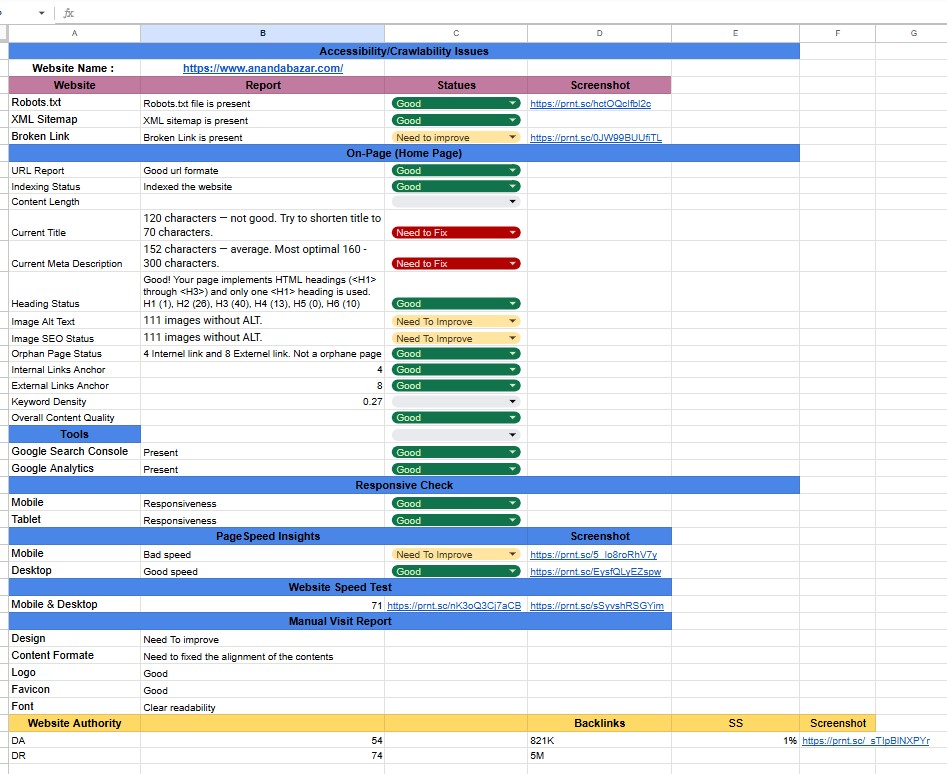 fx
A B C D E F G
Accessibility/Crawlability Issues
Website Name : https://www.anandabazar.com/
Website Report Statues Screenshot
Robots.txt Robots.txt file is present Good https://prnt.sc/hctOQcIfbI2c
XML Sitemap XML sitemap is present Good
Broken Link Broken Link is present Need to improve https://prnt.sc/0JW99BUUfiTL
On-Page (Home Page)
URL Report Good url formate Good
Indexing Status Indexed the website Good
Content Length
120 characters — not good. Try to shorten title to
Current Title 70 characters. Need to Fix
152 characters — average. Most optimal 160 -
Current Meta Description 300 characters. Need to Fix
Good! Your page implements HTML headings (<H1>
through <H3>) and only one <H1> heading is used.
Heading Status H1 (1), H2 (26), H3 (40), H4 (13), H5 (0), H6 (10) Good
Image Alt Text 111 images without ALT. Need To Improve
Image SEO Status 111 images without ALT. Need To Improve
Orphan Page Status 4 Internel link and 8 Externel link. Not a orphane page Good
Internal Links Anchor 4 Good
External Links Anchor 8 Good
Keyword Density 0.27
Overall Content Quality Good
Tools
Google Search Console Present Good
Google Analytics Present Good
Responsive Check
Mobile Responsiveness Good
Tablet Responsiveness Good
PageSpeed Insights Screenshot
Mobile Bad speed Need To Improve https://prnt.sc/5_lo8roRhV7y
Desktop Good speed Good https://prnt.sc/EysfQLyEZspw
Website Speed Test
Mobile & Desktop 71 https://prnt.sc/nK3oQ3Cj7aCB https://prnt.sc/sSyvshRSGYim
Manual Visit Report
Design Need To improve
Content Formate Need to fixed the alignment of the contents
Logo Good
Favicon Good
Font Clear readability
Website Authority Backlinks SS Screenshot
DA 54 821K 1% https://prnt.sc/_sTIpBlNXPYr
DR 74 5M